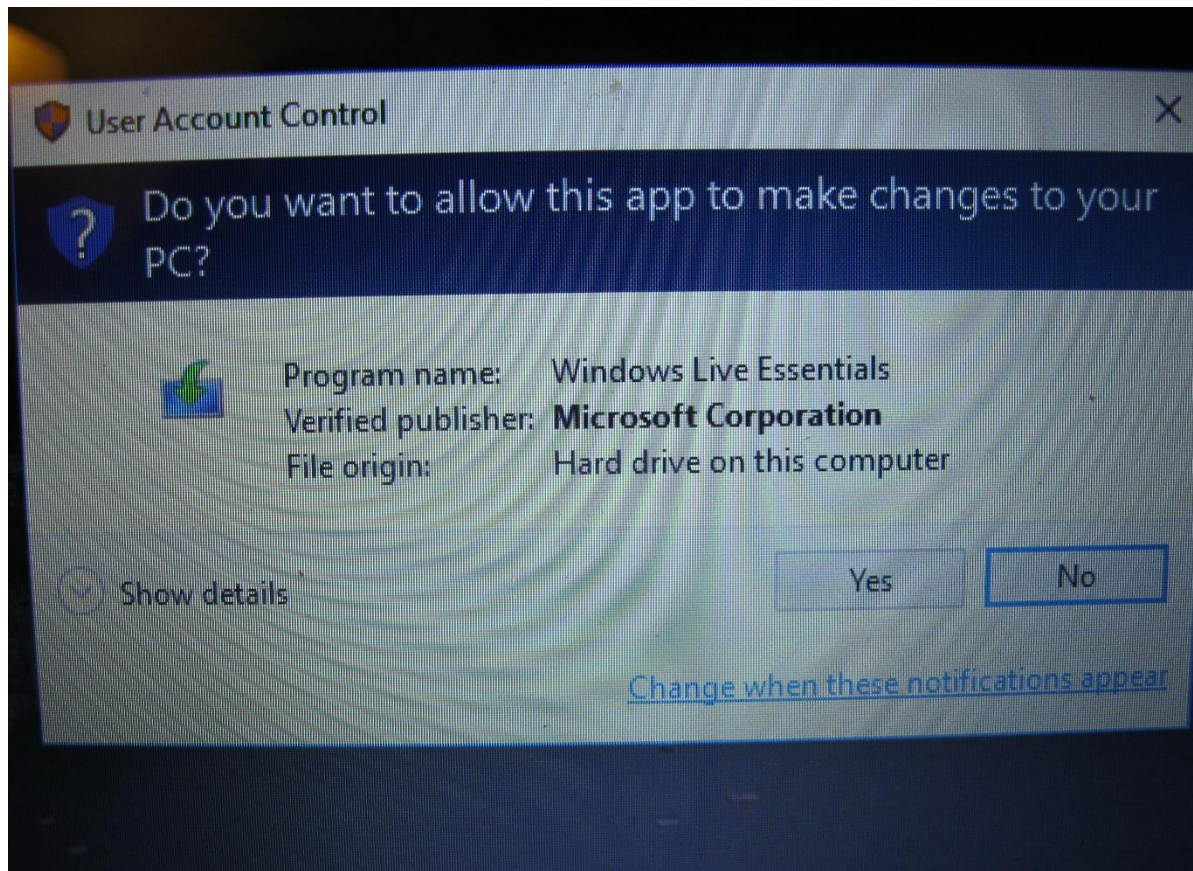 User Account Control
Do you want to allow this app to make changes to your
PC?
Program name: Windows Live Essentials
Verified publisher: Microsoft Corporation
File origin: Hard drive on this computer
Show details
Yes No
Change when these notifications appear